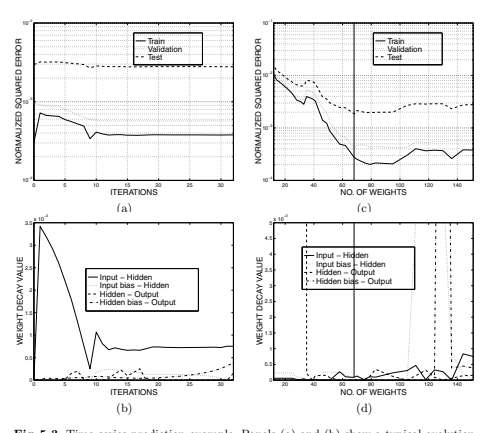 10⁻²
10⁻³
10⁻⁴
NORMALIZED SQUARED ERROR
Train
Validation
Test
0 5 10 15 20 25 30
ITERATIONS
(a)
NORMALIZED SQUARED ERROR
Train
Validation
Test
20 40 60 80 100 120 140
NO. OF WEIGHTS
(c)
3.5
3
2.5
2
1.5
1
0.5
0
WEIGHT DECAY VALUE
Input − Hidden
Input bias − Hidden
Hidden − Output
Hidden bias − Output
0 5 10 15 20 25 30
ITERATIONS
(b)
5
4.5
4
3.5
3
2.5
2
1.5
1
0.5
0
WEIGHT DECAY VALUE
Input − Hidden
Input bias − Hidden
Hidden − Output
Hidden bias − Output
20 40 60 80 100 120 140
NO. OF WEIGHTS
(d)
Fig. 5.3. Time series prediction example. Panels (a) and (b) show a typical evolution